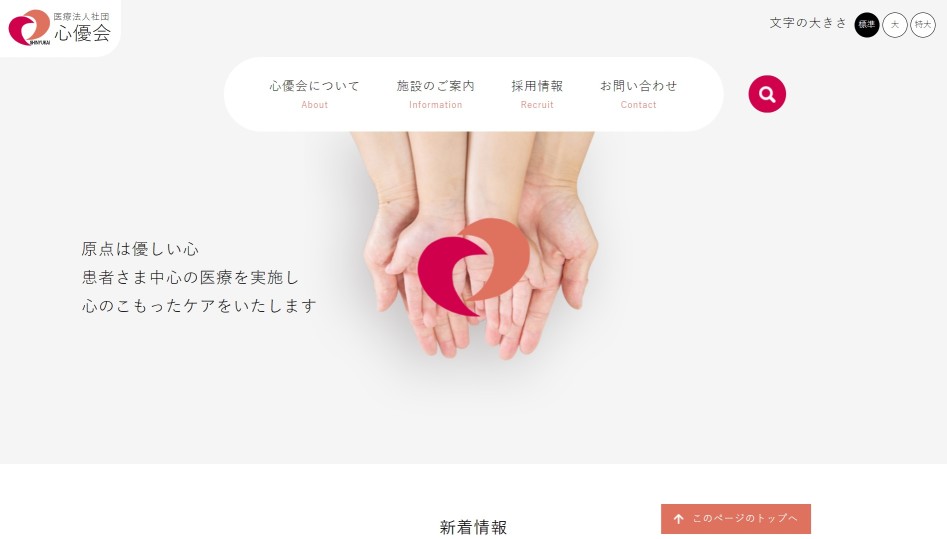 医療法人社団
心優会
SHINYUKAI
文字の大きさ 標準 大 特大
心優会について 施設のご案内 採用情報 お問い合わせ
About Information Recruit Contact
原点は優しい心
患者さま中心の医療を実施し
心のこもったケアをいたします
新着情報
このページのトップへ